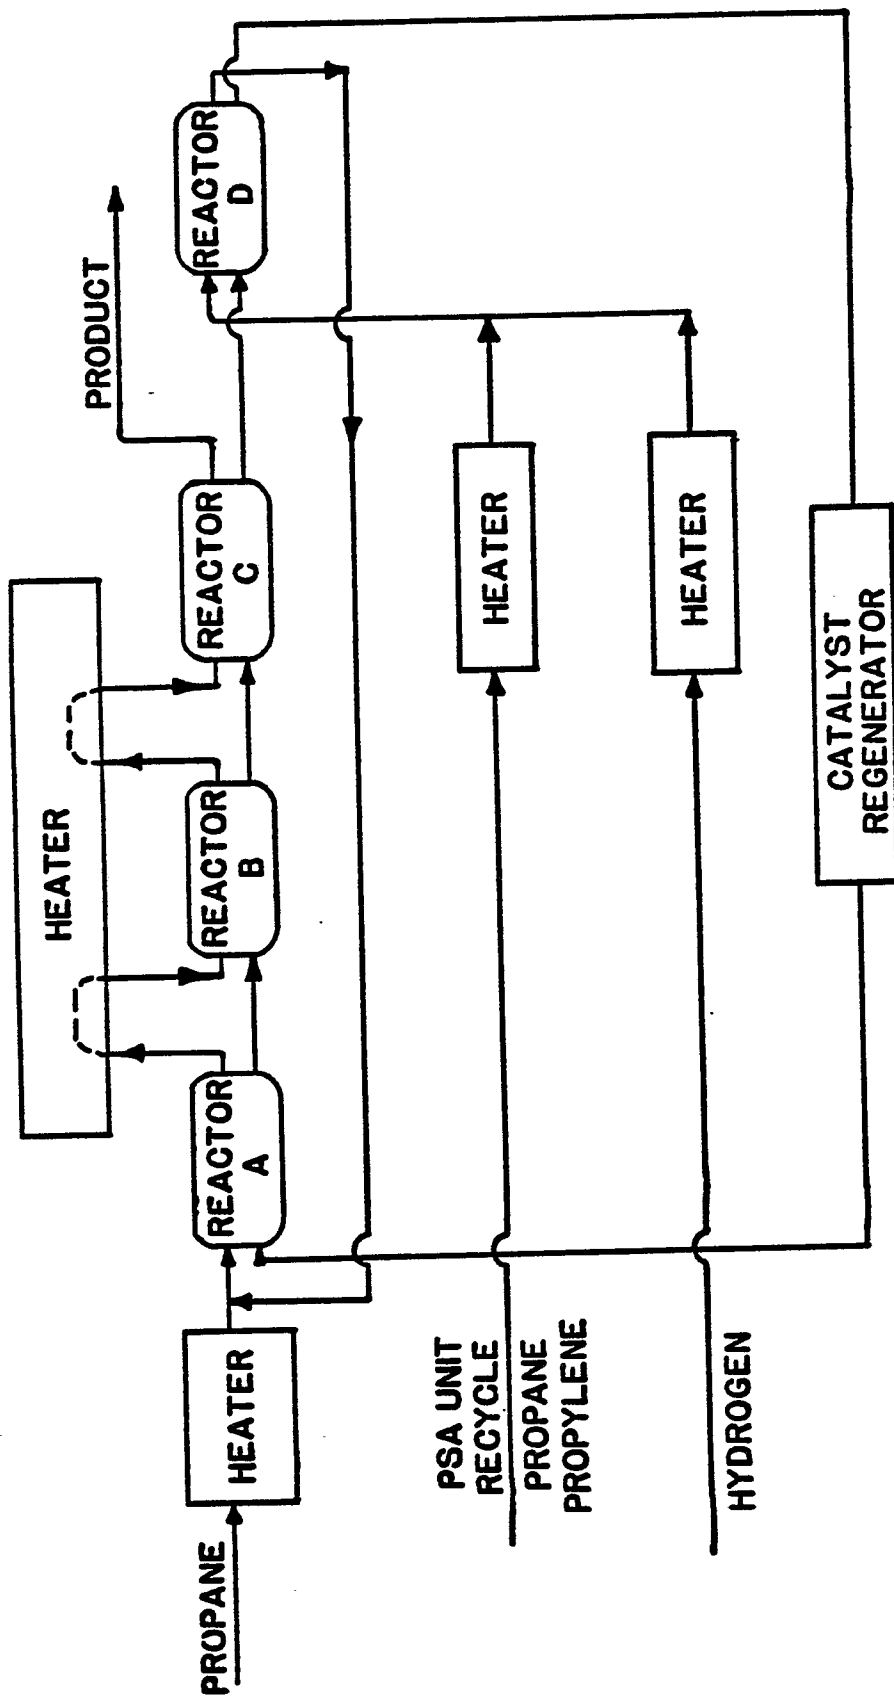 PROPANE
HEATER
REACTOR
A
HEATER
REACTOR
B
REACTOR
C
PRODUCT
REACTOR
D
PSA UNIT
RECYCLE
PROPANE
PROPYLENE
HEATER
HYDROGEN
HEATER
CATALYST
REGENERATOR